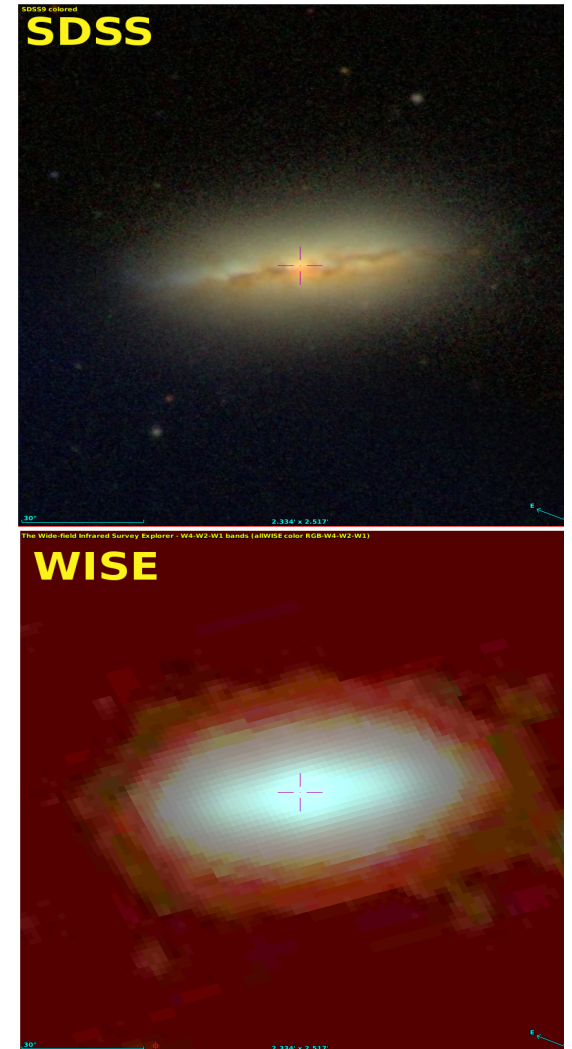 SDSS9 colored
SDSS
30"
2.334' x 2.517'
E
The Wide-field Infrared Survey Explorer - W4-W2-W1 bands (allWISE color RGB-W4-W2-W1)
WISE
30"
2.334' x 2.517'
E